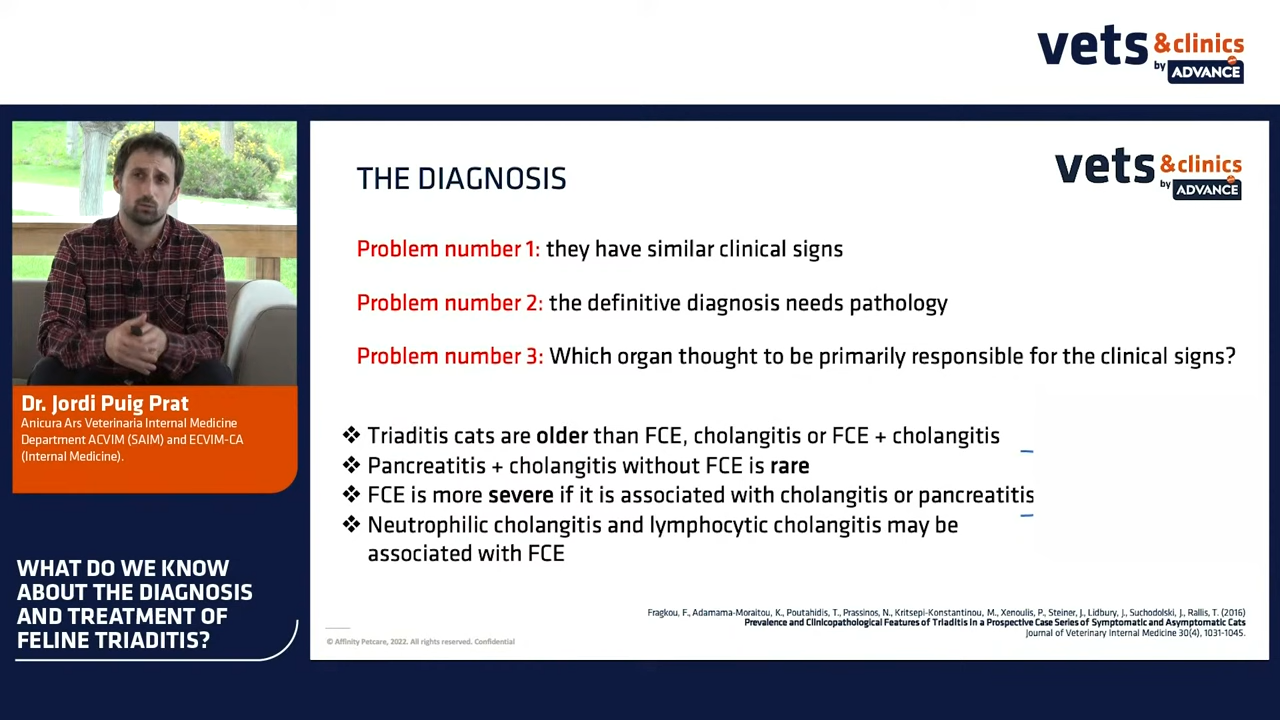 vets &clinics
by ADVANCE
vets &clinics
by ADVANCE
THE DIAGNOSIS
Problem number 1: they have similar clinical signs
Problem number 2: the definitive diagnosis needs pathology
Problem number 3: Which organ thought to be primarily responsible for the clinical signs?
❖ Triaditis cats are older than FCE, cholangitis or FCE + cholangitis
❖ Pancreatitis + cholangitis without FCE is rare
❖ FCE is more severe if it is associated with cholangitis or pancreatitis
❖ Neutrophilic cholangitis and lymphocytic cholangitis may be
associated with FCE
Fragkou, F., Adamama-Moraitou, K., Poutahidis, T., Prassinos, N., Kritsepi-Konstantinou, M., Xenoulis, P., Steiner, J., Lidbury, J., Suchodolski, J., Rallis, T. (2016)
Prevalence and Clinicopathological Features of Triaditis in a Prospective Case Series of Symptomatic and Asymptomatic Cats
Journal of Veterinary Internal Medicine 30(4), 1031-1045.
© Affinity Petcare, 2022. All rights reserved. Confidential
Dr. Jordi Puig Prat
Anicura Ars Veterinaria Internal Medicine
Department ACVIM (SAIM) and ECVIM-CA
(Internal Medicine).
WHAT DO WE KNOW
ABOUT THE DIAGNOSIS
AND TREATMENT OF
FELINE TRIADITIS?